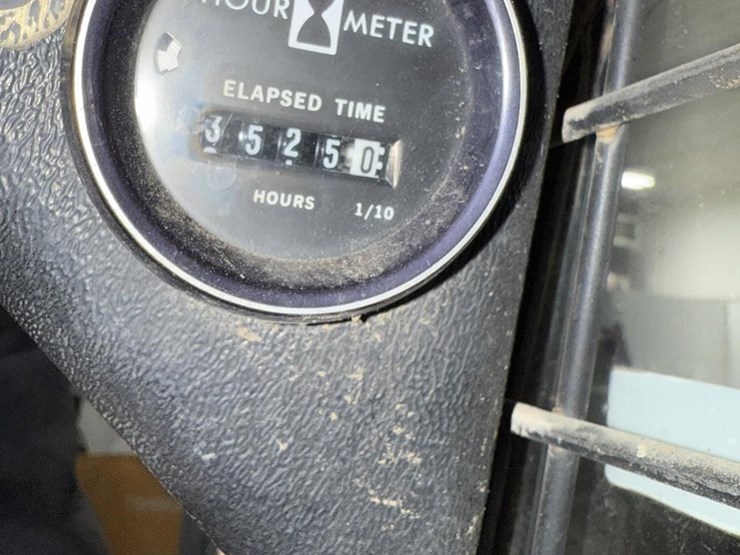 HOUR METER
ELAPSED TIME
35250
HOURS 1/10